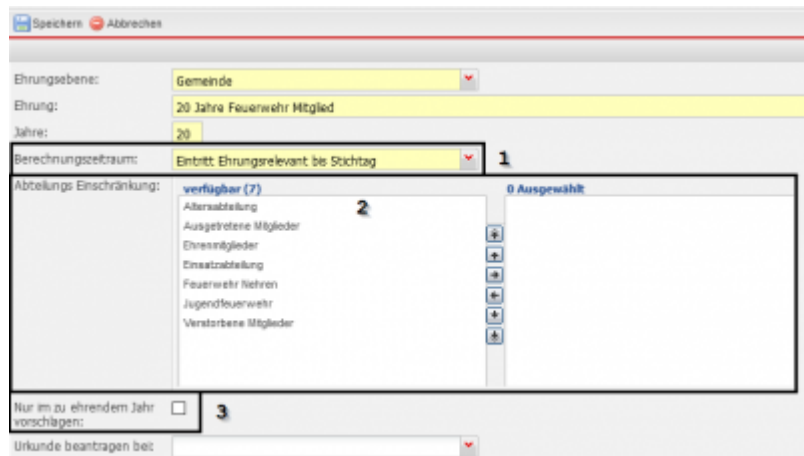 Speichern Abbrechen
Ehrungsebene: Gemeinde
Ehrung: 20 Jahre Feuerwehr Mitglied
Jahre: 20
Berechnungszeitraum: Eintritt Ehrungsrelevant bis Stichtag 1
Abteilungs Einschränkung: verfügbar (7) 0 Ausgewählt
Altersabteilung 2
Ausgetretene Mitglieder
Ehrenmitglieder
Einsatzabteilung
Feuerwehr Nehren
Jugendfeuerwehr
Verstorbene Mitglieder
Nur im zu ehrendem Jahr 3
vorschlagen:
Urkunde beantragen bei: